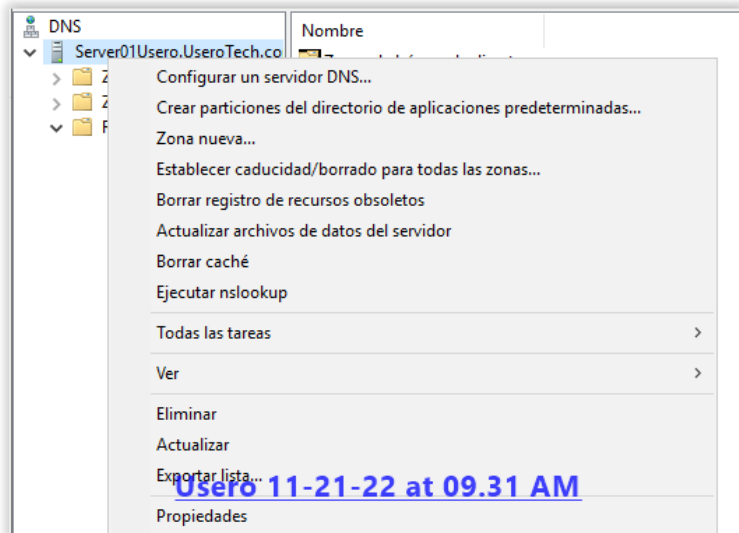 DNS
Nombre
Server01Usero.UseroTech.co
Configurar un servidor DNS...
Crear particiones del directorio de aplicaciones predeterminadas...
Zona nueva...
Establecer caducidad/borrado para todas las zonas...
Borrar registro de recursos obsoletos
Actualizar archivos de datos del servidor
Borrar caché
Ejecutar nslookup
Todas las tareas
Ver
Eliminar
Actualizar
Exportar lista...
Usero 11-21-22 at 09.31 AM
Propiedades